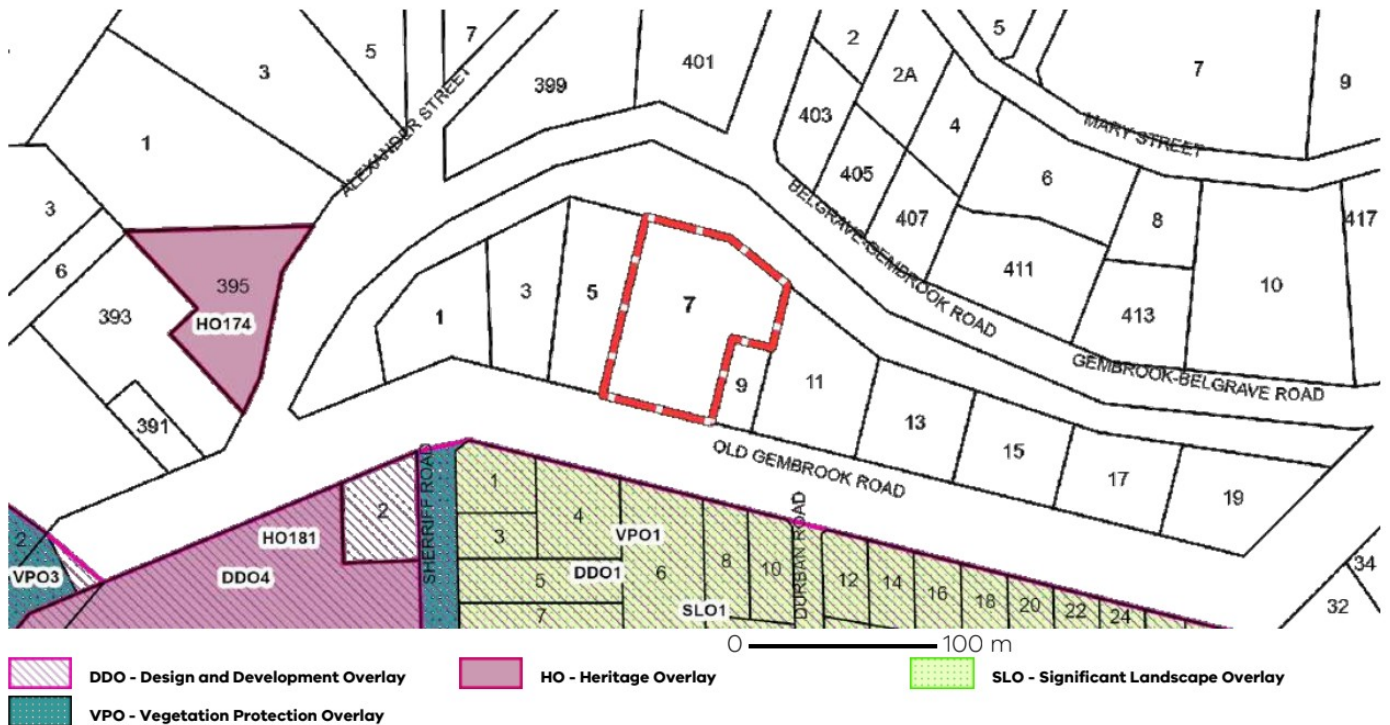 3
5
7
399
401
2
2A
5
7
9
1
ALEXANDER STREET
403
4
MARY STREET
3
405
6
BELGRAVE-GEMBROOK ROAD
407
8
417
6
395
HO174
393
1
3
5
7
411
413
10
GEMBROOK-BELGRAVE ROAD
9
11
391
13
15
17
19
OLD GEMBROOK ROAD
SHERRIFF ROAD
2
HO181
DDO4
2
VPO3
1
4
3
VPO1
DDO1
5
6
8
10
DURBAN ROAD
12
14
16
18
20
22
24
7
SLO1
34
32
0 100 m
DDO - Design and Development Overlay
HO - Heritage Overlay
SLO - Significant Landscape Overlay
VPO - Vegetation Protection Overlay